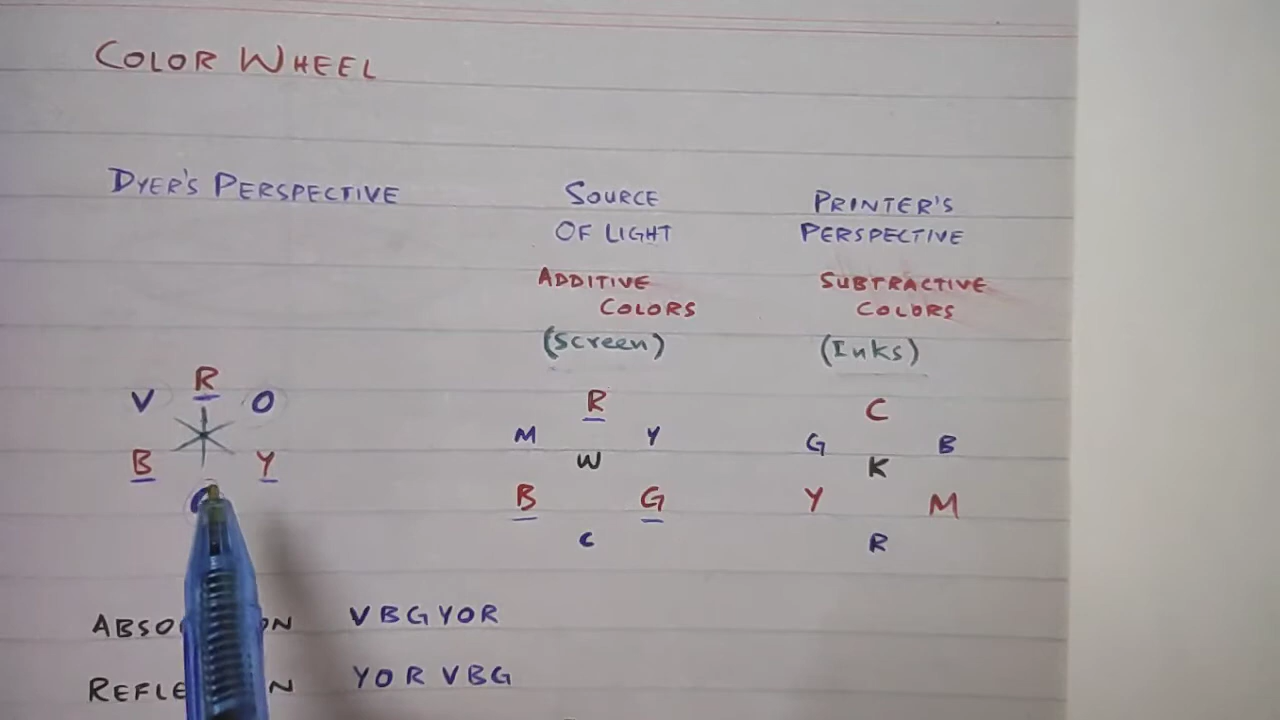 COLOR WHEEL
DYER'S PERSPECTIVE
SOURCE
OF LIGHT
PRINTER'S
PERSPECTIVE
ADDITIVE
COLORS
SUBTRACTIVE
COLORS
(Screen)
(Inks)
R
V O
B Y
R
M Y
W
B G
C
C
G B
K
Y M
R
VBGYOR
YOR VBG